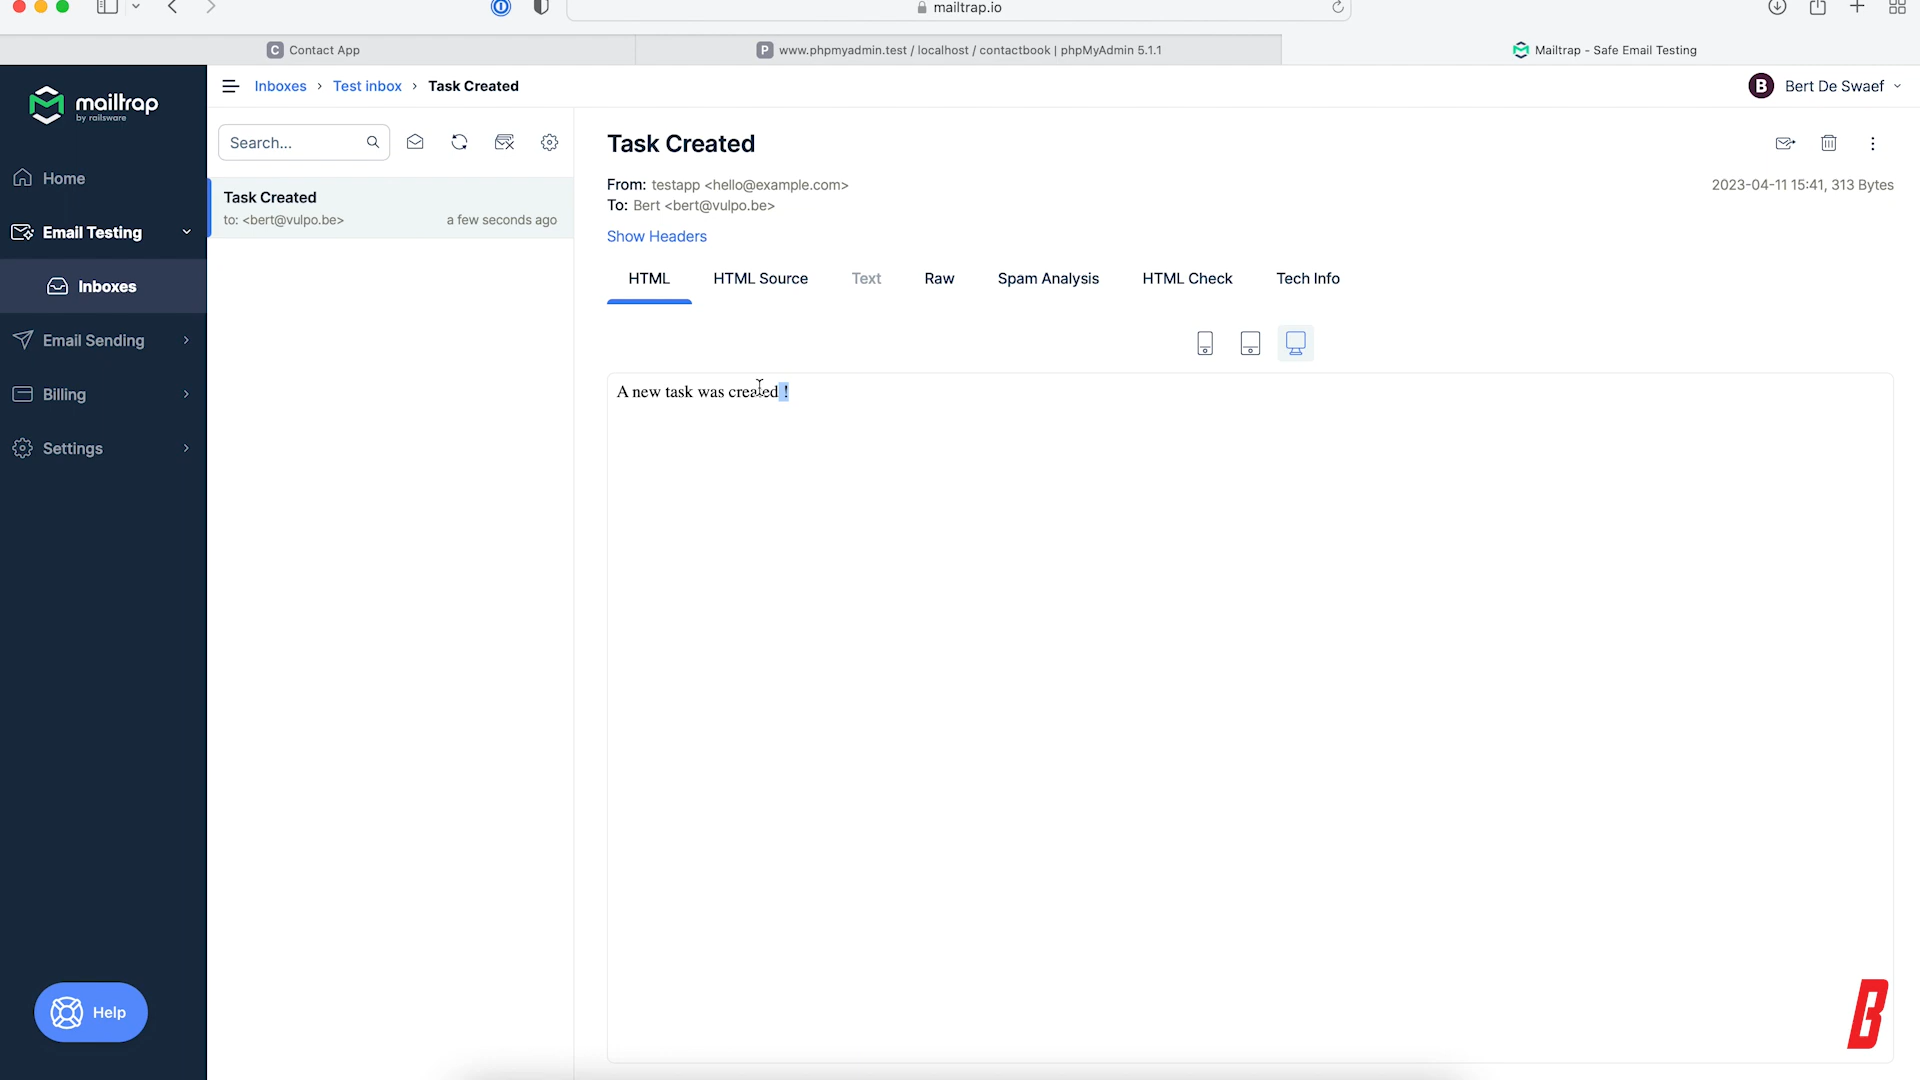 mailtrap.io
Contact App
www.phpmyadmin.test / localhost / contactbook | phpMyAdmin 5.1.1
Mailtrap - Safe Email Testing
mailtrap
by railsware
Inboxes › Test inbox › Task Created
B Bert De Swaef
Search...
Home
Email Testing
Inboxes
Email Sending
Billing
Settings
Help
Task Created
to: <bert@vulpo.be> a few seconds ago
Task Created
From: testapp <hello@example.com>
2023-04-11 15:41, 313 Bytes
To: Bert <bert@vulpo.be>
Show Headers
HTML HTML Source Text Raw Spam Analysis HTML Check Tech Info
A new task was created !
B